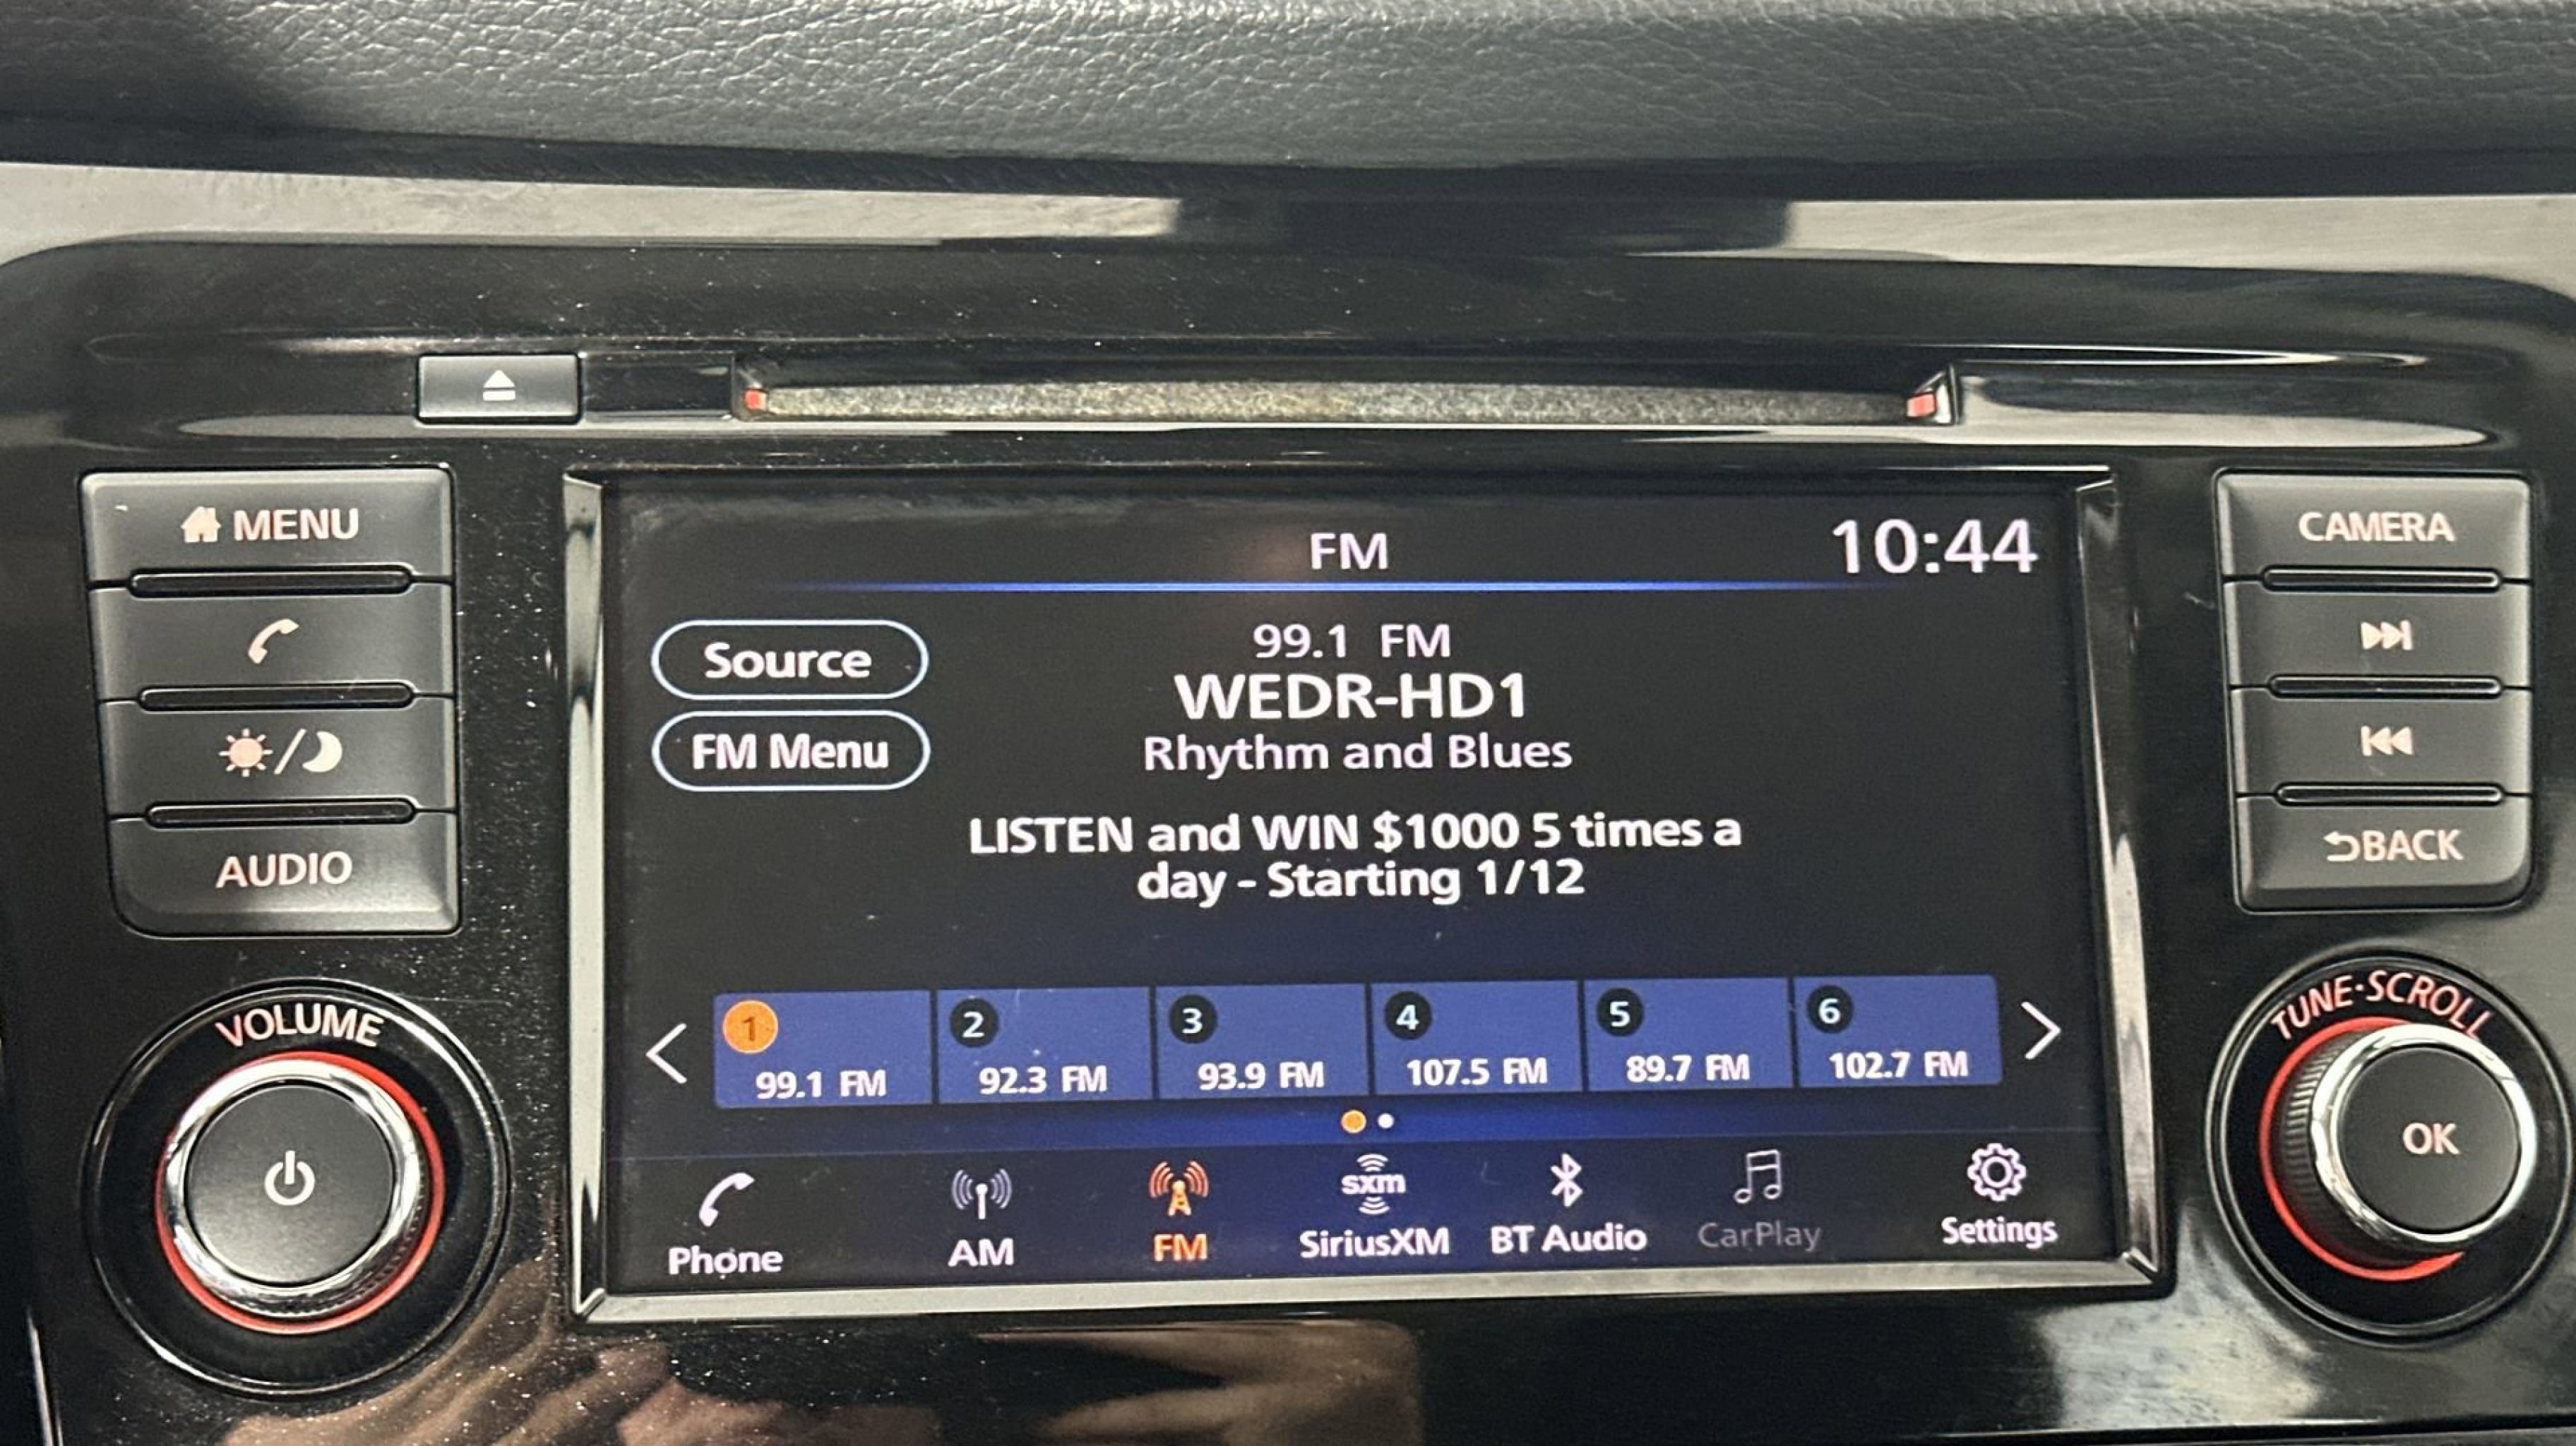 MENU
AUDIO
VOLUME
FM
10:44
Source
FM Menu
99.1 FM
WEDR-HD1
Rhythm and Blues
LISTEN and WIN $1000 5 times a
day - Starting 1/12
1
99.1 FM
2
92.3 FM
3
93.9 FM
4
107.5 FM
5
89.7 FM
6
102.7 FM
Phone
AM
FM
sxm
SiriusXM
BT Audio
CarPlay
Settings
CAMERA
BACK
TUNE·SCROLL
OK